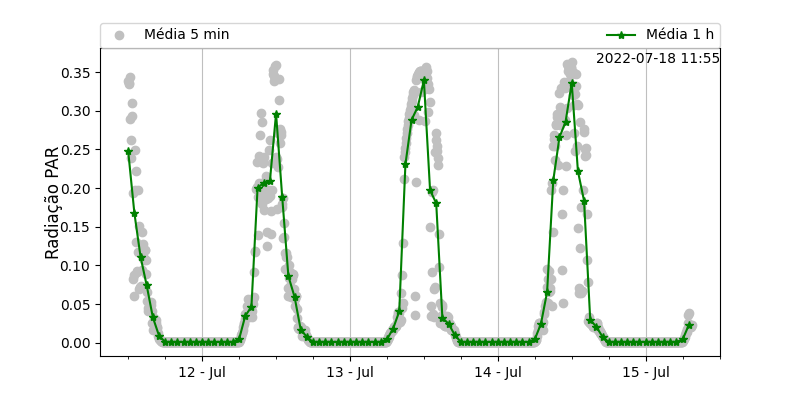 Média 5 min
Média 1 h
2022-07-18 11:55
Radiação PAR
0.35
0.30
0.25
0.20
0.15
0.10
0.05
0.00
12 - Jul
13 - Jul
14 - Jul
15 - Jul